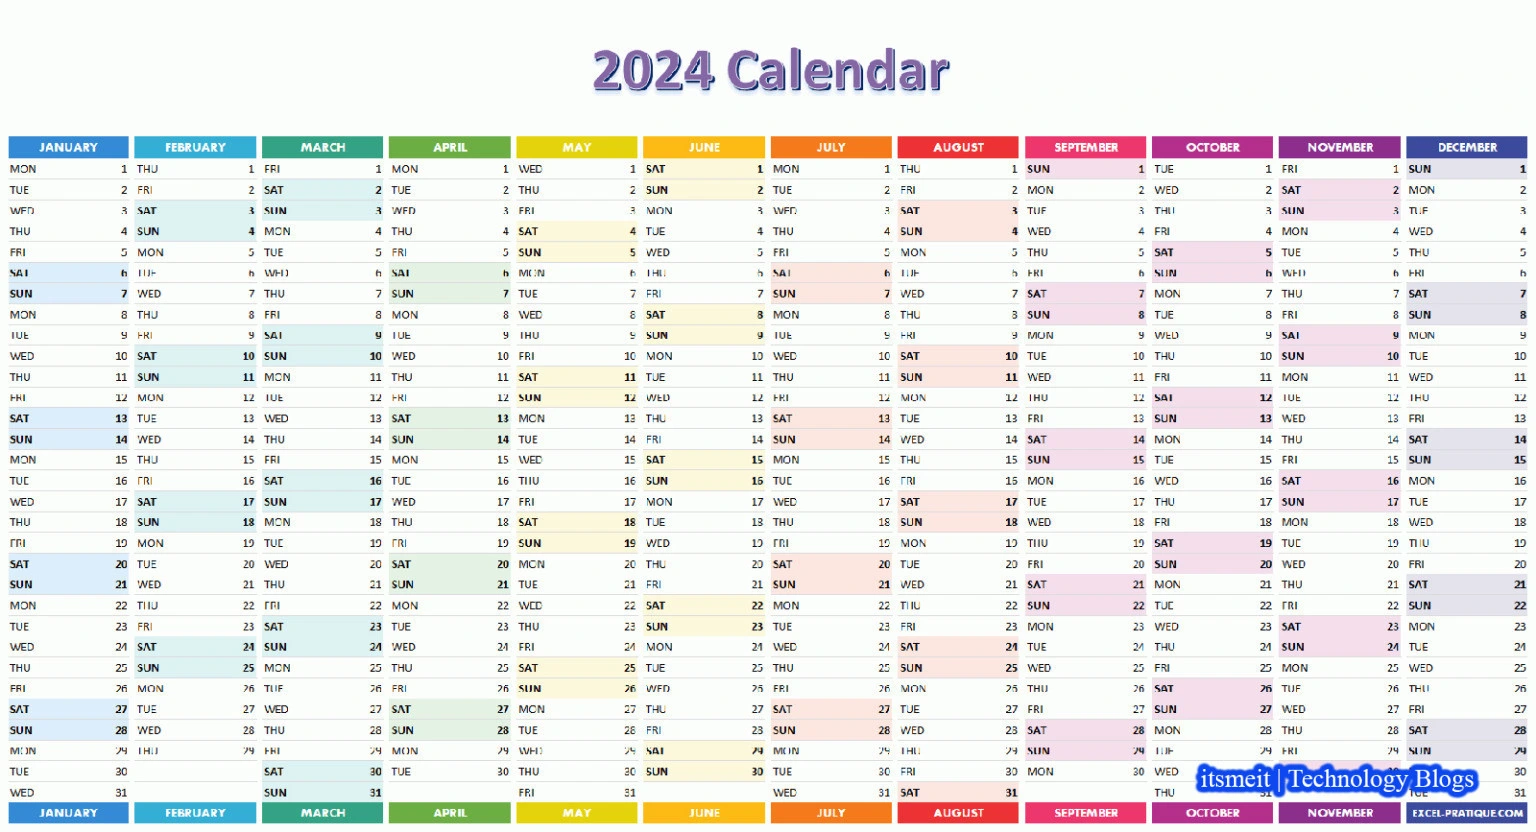 2024 Calendar
JANUARY FEBRUARY MARCH APRIL MAY JUNE JULY AUGUST SEPTEMBER OCTOBER NOVEMBER DECEMBER
MON 1 THU 1 FRI 1 MON 1 WED 1 SAT 1 MON 1 THU 1 SUN 1 TUE 1 FRI 1 SUN 1
TUE 2 FRI 2 SAT 2 TUE 2 THU 2 SUN 2 TUE 2 FRI 2 MON 2 WED 2 SAT 2 MON 2
WED 3 SAT 3 SUN 3 WED 3 FRI 3 MON 3 WED 3 SAT 3 TUE 3 THU 3 SUN 3 TUE 3
THU 4 SUN 4 MON 4 THU 4 SAT 4 TUE 4 THU 4 SUN 4 WED 4 FRI 4 MON 4 WED 4
FRI 5 MON 5 TUE 5 FRI 5 SUN 5 WED 5 FRI 5 MON 5 THU 5 SAT 5 TUE 5 THU 5
SAT 6 TUE 6 WED 6 SAT 6 MON 6 THU 6 SAT 6 TUE 6 FRI 6 SUN 6 WED 6 FRI 6
SUN 7 WED 7 THU 7 SUN 7 TUE 7 FRI 7 SUN 7 WED 7 SAT 7 MON 7 THU 7 SAT 7
MON 8 THU 8 FRI 8 MON 8 WED 8 SAT 8 MON 8 THU 8 SUN 8 TUE 8 FRI 8 SUN 8
TUE 9 FRI 9 SAT 9 TUE 9 THU 9 SUN 9 TUE 9 FRI 9 MON 9 WED 9 SAT 9 MON 9
WED 10 SAT 10 SUN 10 WED 10 FRI 10 MON 10 WED 10 SAT 10 TUE 10 THU 10 SUN 10 TUE 10
THU 11 SUN 11 MON 11 THU 11 SAT 11 TUE 11 THU 11 SUN 11 WED 11 FRI 11 MON 11 WED 11
FRI 12 MON 12 TUE 12 FRI 12 SUN 12 WED 12 FRI 12 MON 12 THU 12 SAT 12 TUE 12 THU 12
SAT 13 TUE 13 WED 13 SAT 13 MON 13 THU 13 SAT 13 TUE 13 FRI 13 SUN 13 WED 13 FRI 13
SUN 14 WED 14 THU 14 SUN 14 TUE 14 FRI 14 SUN 14 WED 14 SAT 14 MON 14 THU 14 SAT 14
MON 15 THU 15 FRI 15 MON 15 WED 15 SAT 15 MON 15 THU 15 SUN 15 TUE 15 FRI 15 SUN 15
TUE 16 FRI 16 SAT 16 TUE 16 THU 16 SUN 16 TUE 16 FRI 16 MON 16 WED 16 SAT 16 MON 16
WED 17 SAT 17 SUN 17 WED 17 FRI 17 MON 17 WED 17 SAT 17 TUE 17 THU 17 SUN 17 TUE 17
THU 18 SUN 18 MON 18 THU 18 SAT 18 TUE 18 THU 18 SUN 18 WED 18 FRI 18 MON 18 WED 18
FRI 19 MON 19 TUE 19 FRI 19 SUN 19 WED 19 FRI 19 MON 19 THU 19 SAT 19 TUE 19 THU 19
SAT 20 TUE 20 WED 20 SAT 20 MON 20 THU 20 SAT 20 TUE 20 FRI 20 SUN 20 WED 20 FRI 20
SUN 21 WED 21 THU 21 SUN 21 TUE 21 FRI 21 SUN 21 WED 21 SAT 21 MON 21 THU 21 SAT 21
MON 22 THU 22 FRI 22 MON 22 WED 22 SAT 22 MON 22 THU 22 SUN 22 TUE 22 FRI 22 SUN 22
TUE 23 FRI 23 SAT 23 TUE 23 THU 23 SUN 23 TUE 23 FRI 23 MON 23 WED 23 SAT 23 MON 23
WED 24 SAT 24 SUN 24 WED 24 FRI 24 MON 24 WED 24 SAT 24 TUE 24 THU 24 SUN 24 TUE 24
THU 25 SUN 25 MON 25 THU 25 SAT 25 TUE 25 THU 25 SUN 25 WED 25 FRI 25 MON 25 WED 25
FRI 26 MON 26 TUE 26 FRI 26 SUN 26 WED 26 FRI 26 MON 26 THU 26 SAT 26 TUE 26 THU 26
SAT 27 TUE 27 WED 27 SAT 27 MON 27 THU 27 SAT 27 TUE 27 FRI 27 SUN 27 WED 27 FRI 27
SUN 28 WED 28 THU 28 SUN 28 TUE 28 FRI 28 SUN 28 WED 28 SAT 28 MON 28 THU 28 SAT 28
MON 29 THU 29 FRI 29 MON 29 WED 29 SAT 29 MON 29 THU 29 SUN 29 TUE 29 FRI 29 SUN 29
TUE 30 SAT 30 TUE 30 THU 30 SUN 30 TUE 30 FRI 30 MON 30 WED 30
itsmeit | Technology Blogs
WED 31 SUN 31 FRI 31 WED 31 SAT 31 THU 31 TUE 31
JANUARY FEBRUARY MARCH APRIL MAY JUNE JULY AUGUST SEPTEMBER OCTOBER NOVEMBER EXCEL-PRATIQUE.COM